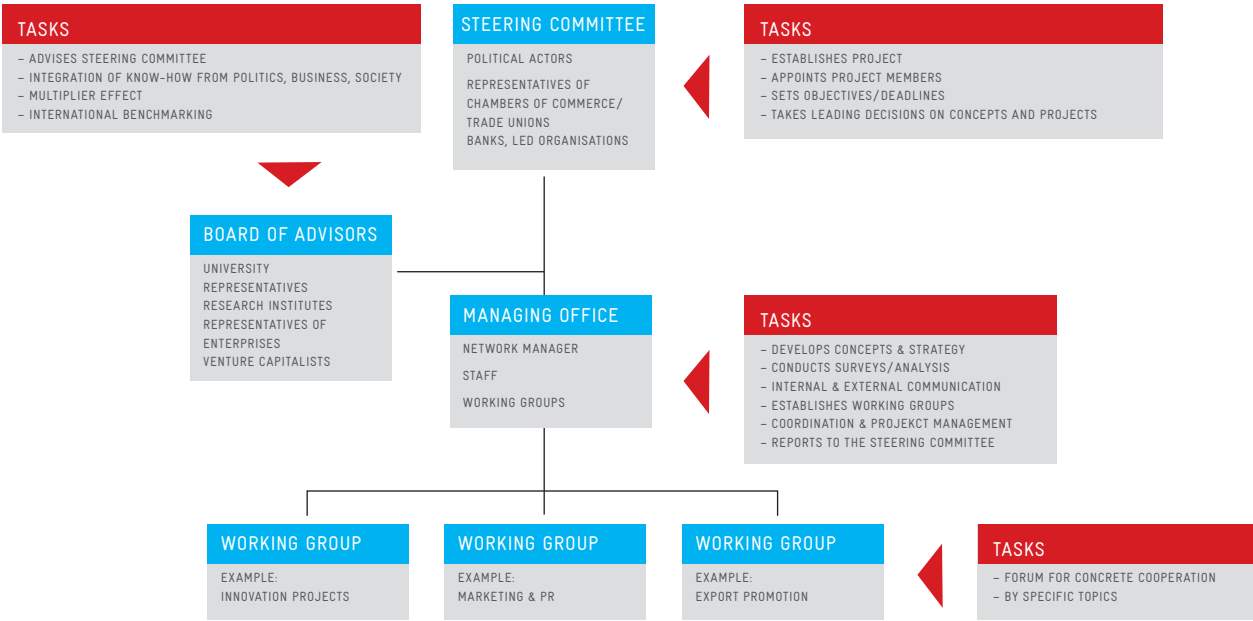 TASKS
– ADVISES STEERING COMMITTEE
– INTEGRATION OF KNOW-HOW FROM POLITICS, BUSINESS, SOCIETY
– MULTIPLIER EFFECT
– INTERNATIONAL BENCHMARKING
STEERING COMMITTEE
POLITICAL ACTORS
REPRESENTATIVES OF
CHAMBERS OF COMMERCE/
TRADE UNIONS
BANKS, LED ORGANISATIONS
TASKS
– ESTABLISHES PROJECT
– APPOINTS PROJECT MEMBERS
– SETS OBJECTIVES/DEADLINES
– TAKES LEADING DECISIONS ON CONCEPTS AND PROJECTS
BOARD OF ADVISORS
UNIVERSITY
REPRESENTATIVES
RESEARCH INSTITUTES
REPRESENTATIVES OF
ENTERPRISES
VENTURE CAPITALISTS
MANAGING OFFICE
NETWORK MANAGER
STAFF
WORKING GROUPS
TASKS
– DEVELOPS CONCEPTS & STRATEGY
– CONDUCTS SURVEYS/ANALYSIS
– INTERNAL & EXTERNAL COMMUNICATION
– ESTABLISHES WORKING GROUPS
– COORDINATION & PROJEKCT MANAGEMENT
– REPORTS TO THE STEERING COMMITTEE
WORKING GROUP
EXAMPLE:
INNOVATION PROJECTS
WORKING GROUP
EXAMPLE:
MARKETING & PR
WORKING GROUP
EXAMPLE:
EXPORT PROMOTION
TASKS
– FORUM FOR CONCRETE COOPERATION
– BY SPECIFIC TOPICS